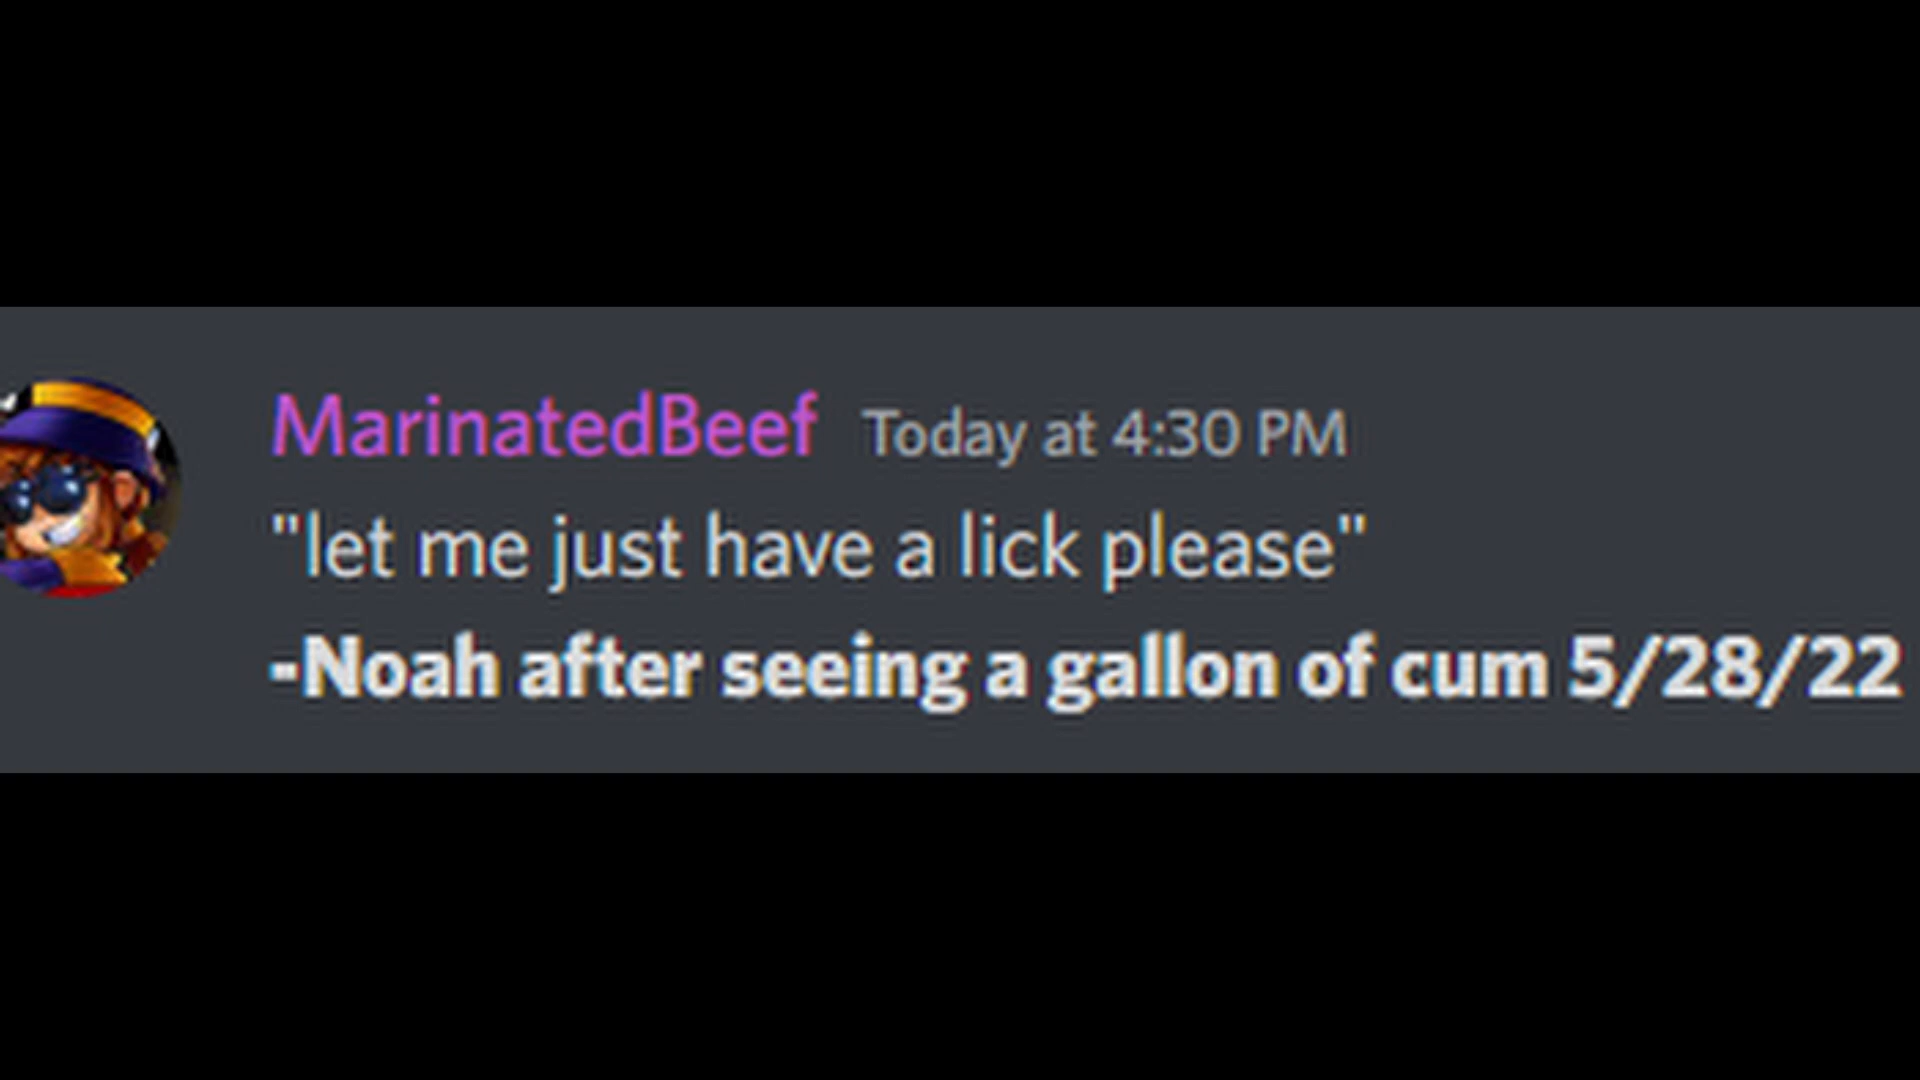 MarinatedBeef Today at 4:30 PM
"let me just have a lick please"
-Noah after seeing a gallon of cum 5/28/22